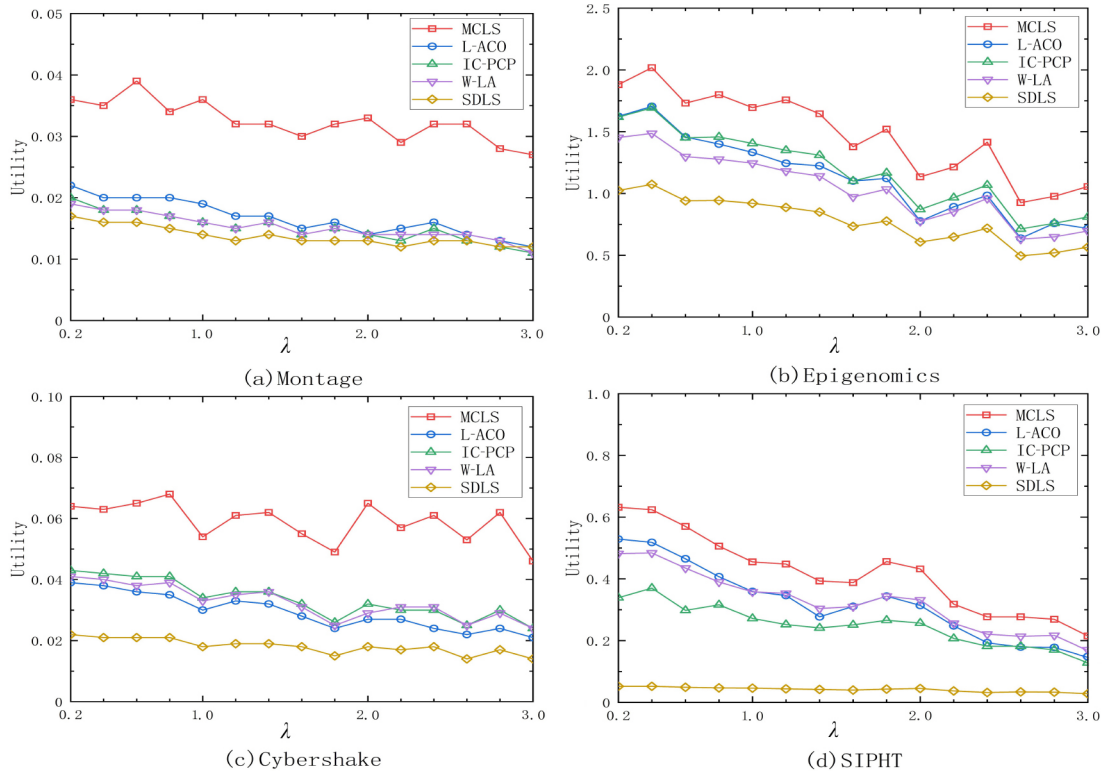 0.05
0.04
0.03
0.02
0.01
0
Utility
MCLS
L-ACO
IC-PCP
W-LA
SDLS
0.2
1.0
2.0
3.0
λ
(a)Montage
2.5
2.0
1.5
1.0
0.5
0
Utility
MCLS
L-ACO
IC-PCP
W-LA
SDLS
0.2
1.0
2.0
3.0
λ
(b)Epigenomics
0.10
0.08
0.06
0.04
0.02
0
Utility
MCLS
L-ACO
IC-PCP
W-LA
SDLS
0.2
1.0
2.0
3.0
λ
(c)Cybershake
1.0
0.8
0.6
0.4
0.2
0
Utility
MCLS
L-ACO
IC-PCP
W-LA
SDLS
0.2
1.0
2.0
3.0
λ
(d)SIPHT